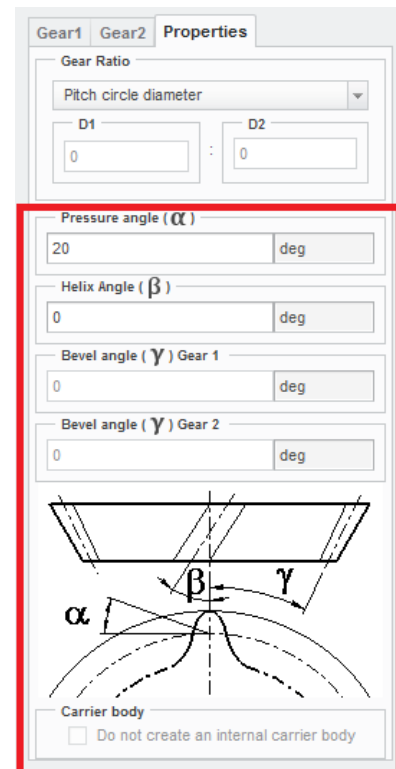 Gear1 Gear2 Properties
Gear Ratio
Pitch circle diameter
D1 D2
0 : 0
Pressure angle ( α )
20 deg
Helix Angle ( β )
0 deg
Bevel angle ( γ ) Gear 1
0 deg
Bevel angle ( γ ) Gear 2
0 deg
β γ
α
Carrier body
Do not create an internal carrier body